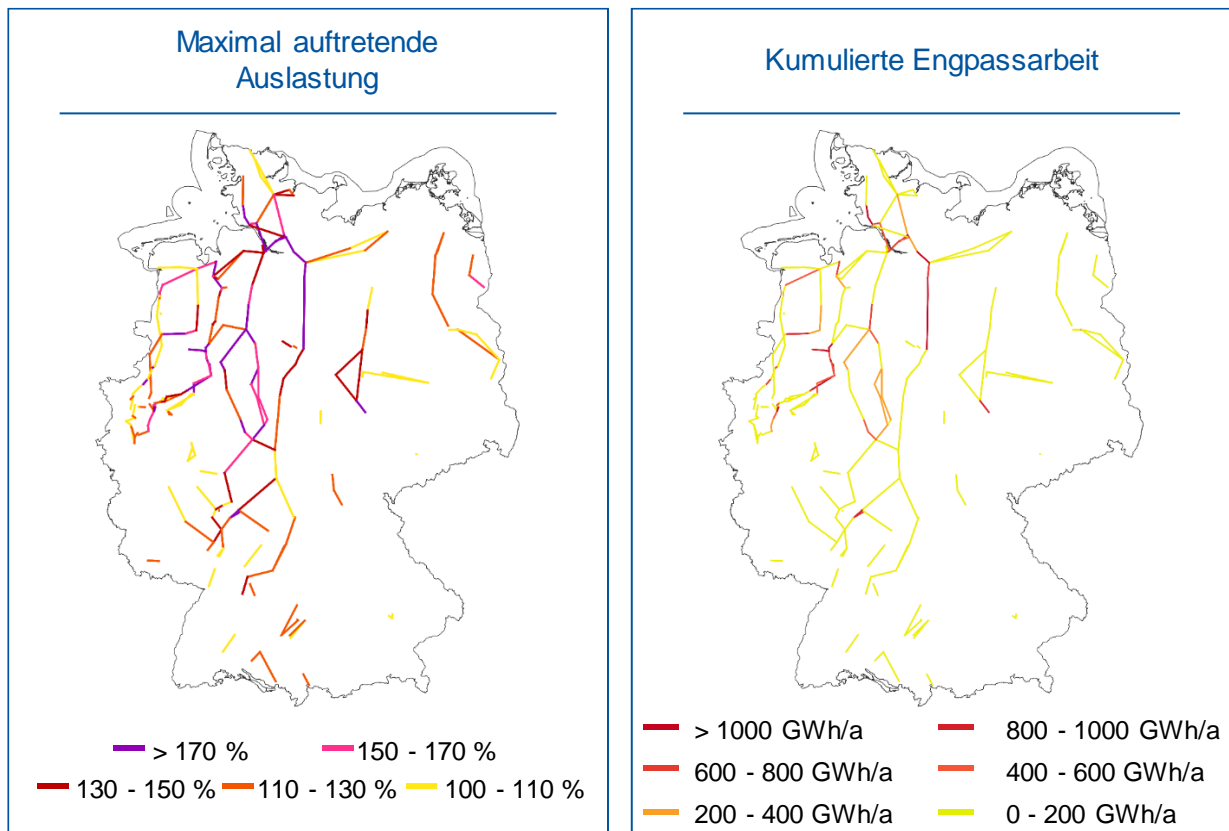 Maximal auftretende
Auslastung
> 170 %
150 - 170 %
130 - 150 %
110 - 130 %
100 - 110 %
Kumulierte Engpassarbeit
> 1000 GWh/a
800 - 1000 GWh/a
600 - 800 GWh/a
400 - 600 GWh/a
200 - 400 GWh/a
0 - 200 GWh/a